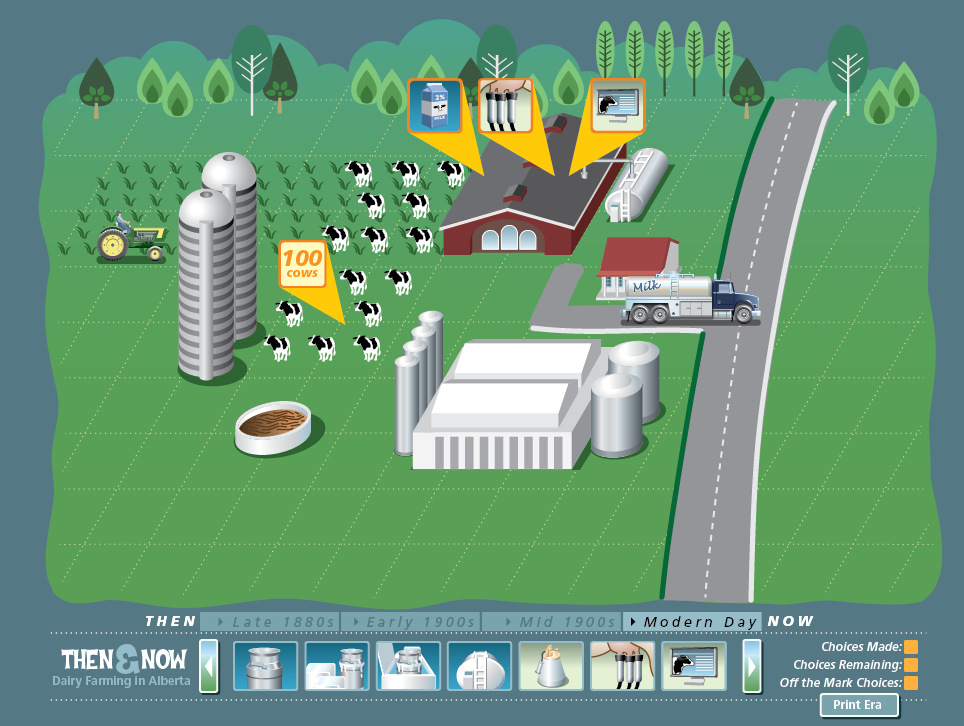 2%
MILK
100
COWS
Milk
THEN Late 1880s Early 1900s Mid 1900s Modern Day NOW
THEN & NOW
Dairy Farming in Alberta
Choices Made:
Choices Remaining:
Off the Mark Choices:
Print Era